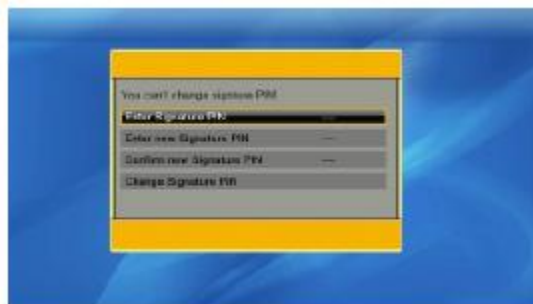 You can't change signature PIN!
Enter Signature PIN ---
Enter new Signature PIN ---
Confirm new Signature PIN ---
Change Signature PIN